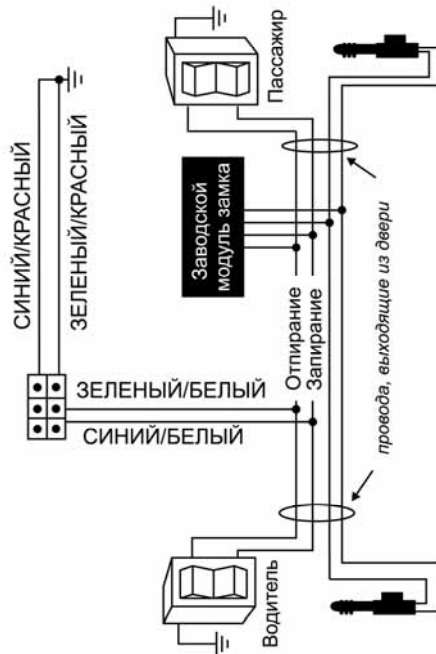 СИНИЙ/КРАСНЫЙ
ЗЕЛЕНЫЙ/КРАСНЫЙ
ЗЕЛЕНЫЙ/БЕЛЫЙ
СИНИЙ/БЕЛЫЙ
Пассажир
Заводской
модуль замка
Отпирание
Запирание
Водитель
провода, выходящие из двери